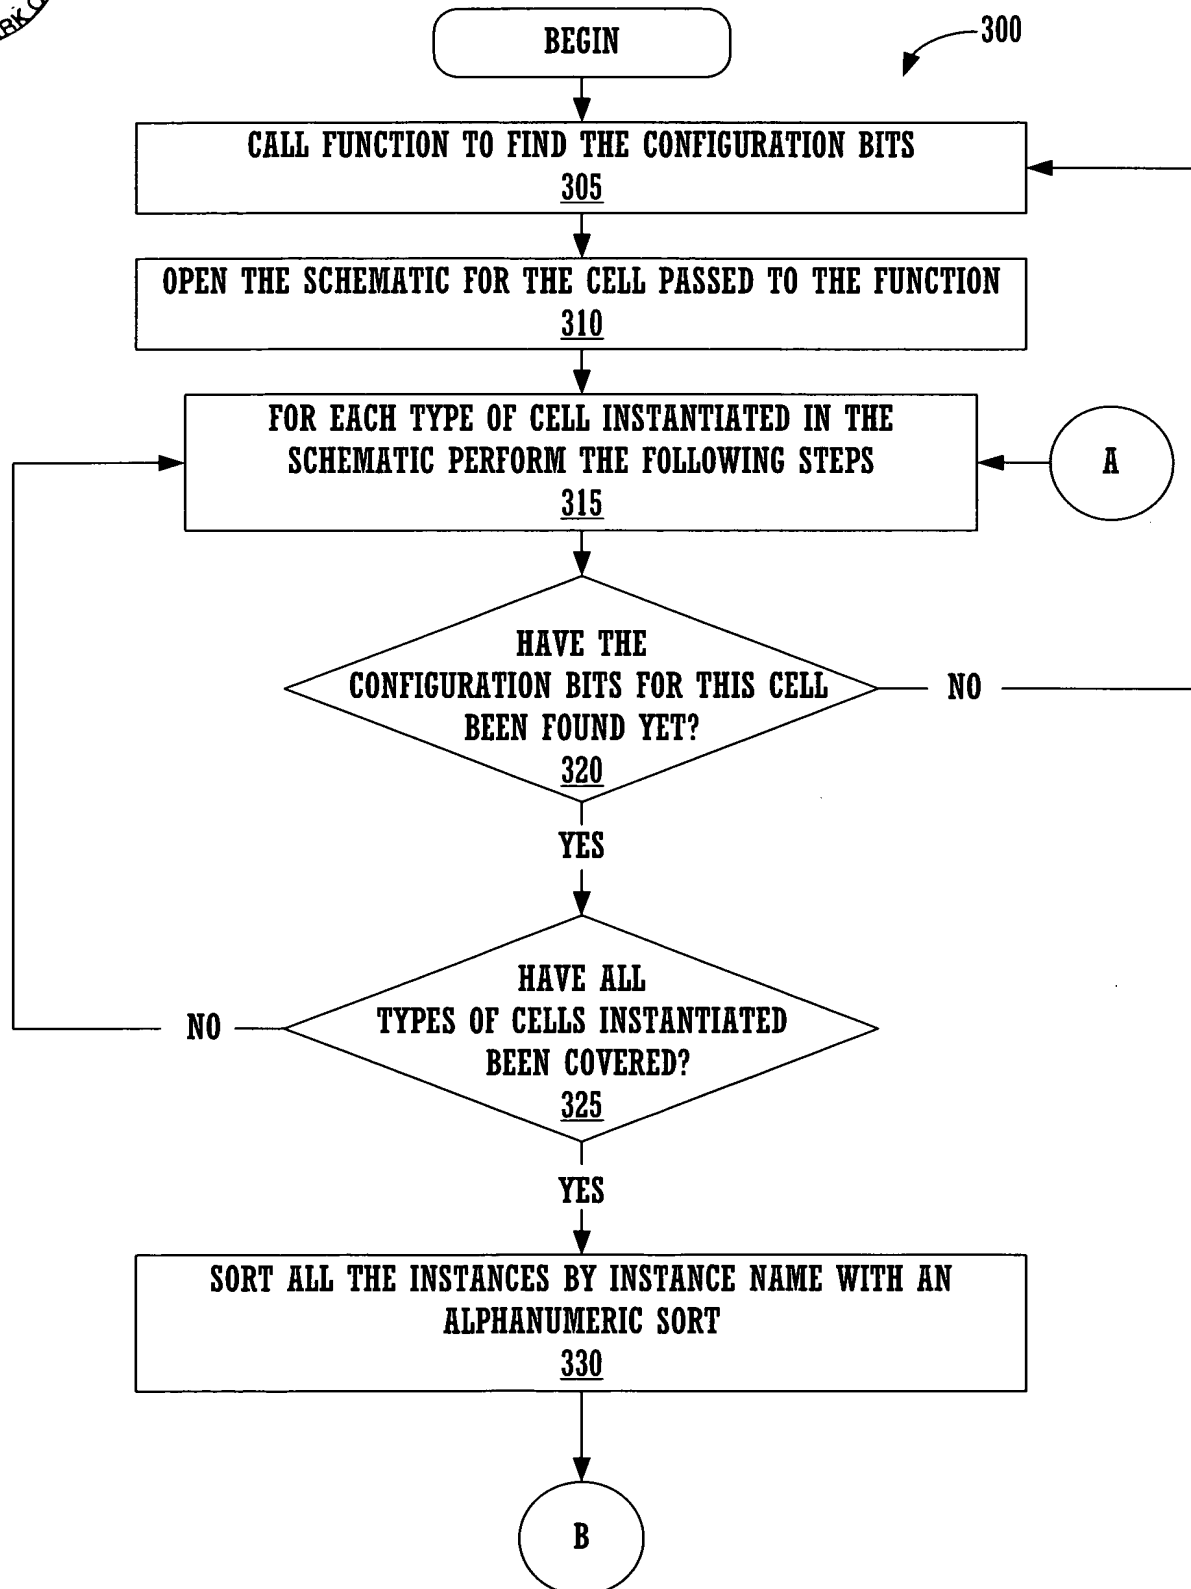 BEGIN
300
CALL FUNCTION TO FIND THE CONFIGURATION BITS
305
OPEN THE SCHEMATIC FOR THE CELL PASSED TO THE FUNCTION
310
FOR EACH TYPE OF CELL INSTANTIATED IN THE
SCHEMATIC PERFORM THE FOLLOWING STEPS
315
A
HAVE THE
CONFIGURATION BITS FOR THIS CELL
BEEN FOUND YET?
320
NO
YES
HAVE ALL
TYPES OF CELLS INSTANTIATED
BEEN COVERED?
325
NO
YES
SORT ALL THE INSTANCES BY INSTANCE NAME WITH AN
ALPHANUMERIC SORT
330
B